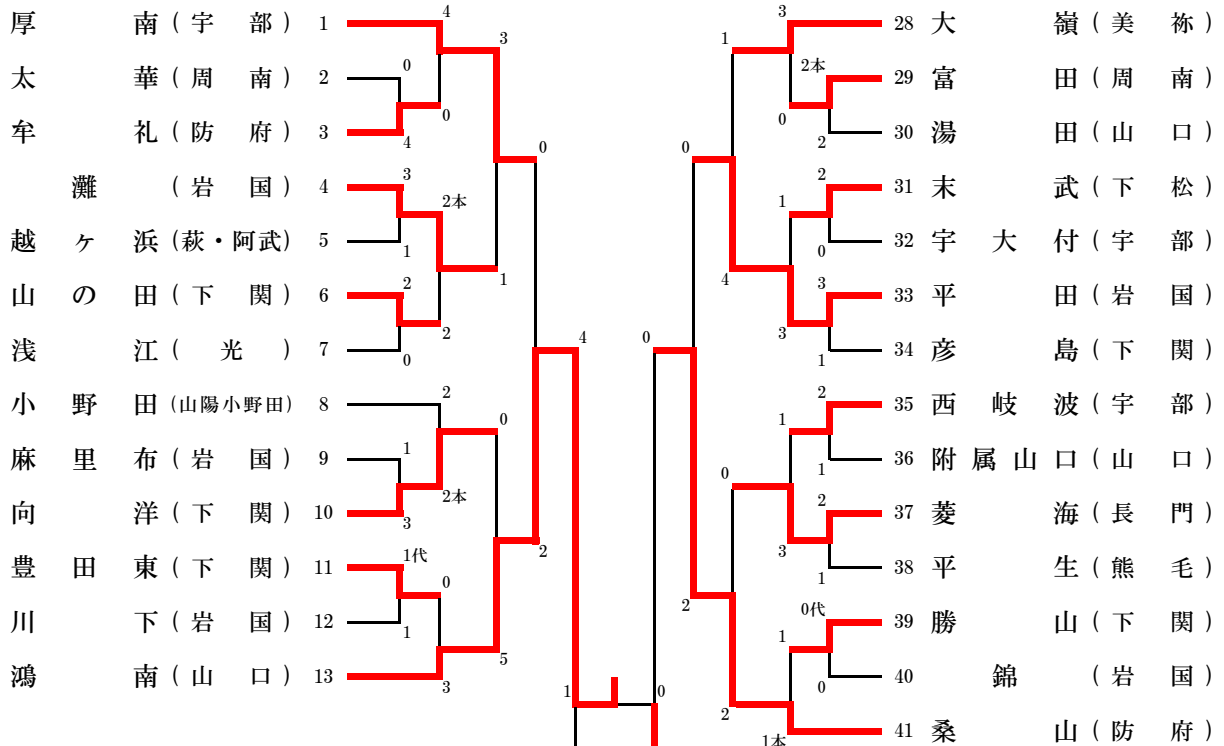 厚南(宇部) 1
太華(周南) 2
牟礼(防府) 3
灘(岩国) 4
越ヶ浜(萩・阿武) 5
山の田(下関) 6
浅江(光) 7
小野田(山陽小野田) 8
麻里布(岩国) 9
向洋(下関) 10
豊田東(下関) 11
川下(岩国) 12
鴻南(山口) 13
4
3
0
0
4
0
3
2本
1
1
2
2
0
4
2
0
1
2本
3
2
1代
0
1
5
3
1
3
1
2本
0
2
0
2
1
0
4
3
3
1
0
2
1
1
0
2
3
1
2
0代
1
0
2
1本
0
28 大嶺(美祢)
29 富田(周南)
30 湯田(山口)
31 末武(下松)
32 宇大付(宇部)
33 平田(岩国)
34 彦島(下関)
35 西岐波(宇部)
36 附属山口(山口)
37 菱海(長門)
38 平生(熊毛)
39 勝山(下関)
40 錦(岩国)
41 桑山(防府)